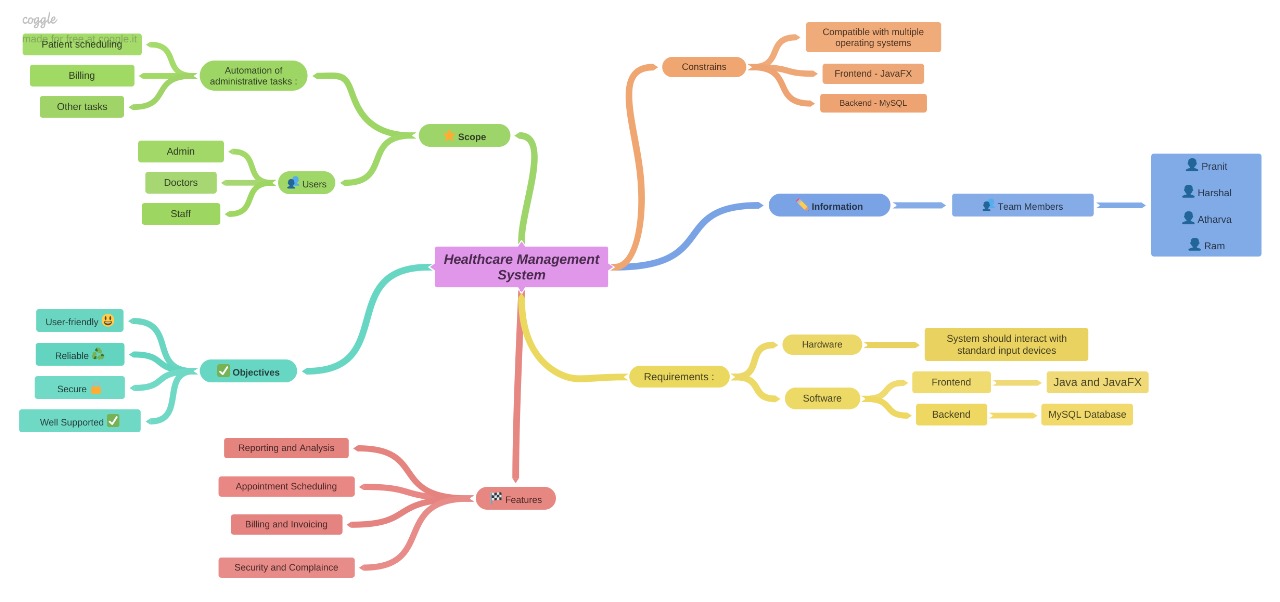 coggle
made for free at coggle.it
Patient scheduling
Billing
Other tasks
Automation of
administrative tasks :
Admin
Doctors
Staff
Users
Scope
Constrains
Compatible with multiple
operating systems
Frontend - JavaFX
Backend - MySQL
Information
Team Members
Pranit
Harshal
Atharva
Ram
Healthcare Management
System
User-friendly
Reliable
Secure
Well Supported
Objectives
Requirements :
Hardware
System should interact with
standard input devices
Software
Frontend
Java and JavaFX
Backend
MySQL Database
Reporting and Analysis
Appointment Scheduling
Billing and Invoicing
Security and Complaince
Features